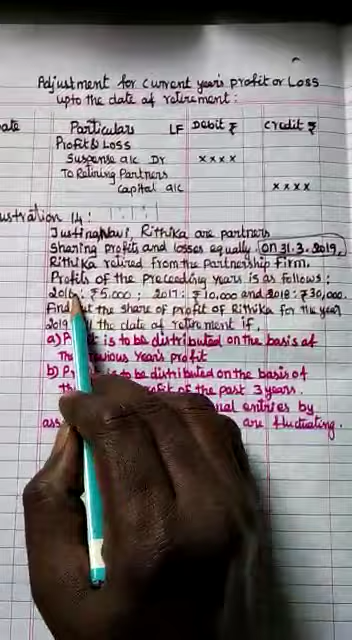 Adjustment for current year's profit or Loss
upto the date of retirement:
ate Particulars LF Debit ₹ Credit ₹
Profit & Loss
Suspense a/c Dr xxxx
To Retiring Partners
Capital a/c xxxx
ustration 14:
Rithika are partners
sharing profits and losses equally, on 31.3.2019,
Rithika retired from the partnership firm.
Profits of the preceeding years is as follows:
₹5,000; 2017: ₹10,000 and 2018: ₹30,000.
the share of profit of Rithika for the year
2019 the date of retirement if,
a) is to be distributed on the basis of
year's profit
b) is to be distributed on the basis of
of the past 3 years.
entries by
ass are fluctuating.